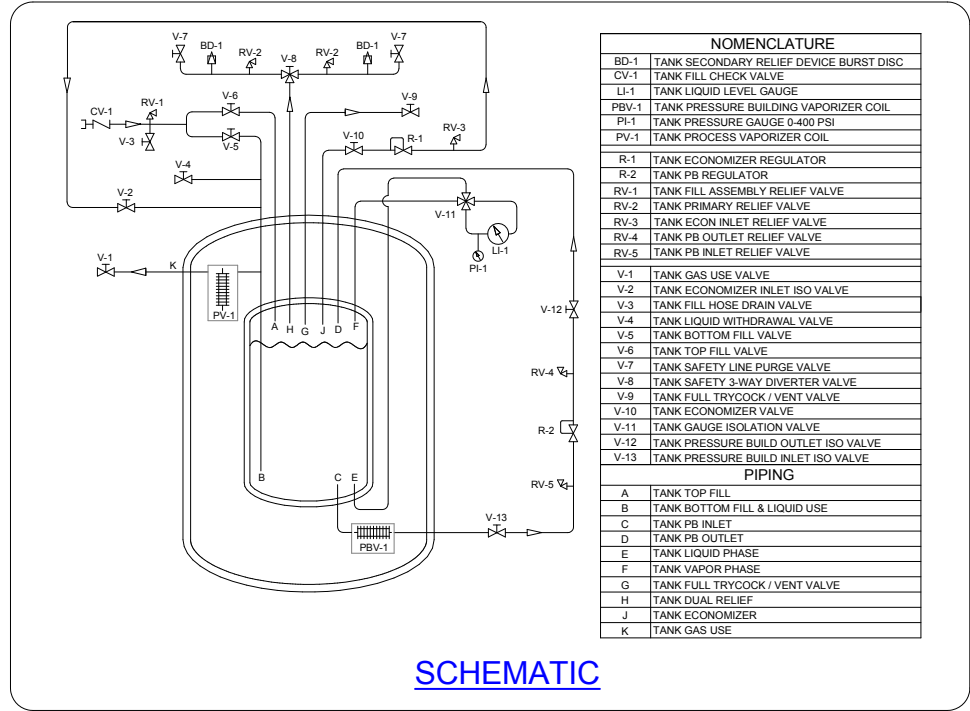 V-7
BD-1
RV-2
V-8
RV-2
BD-1
V-7
CV-1
RV-1
V-6
V-9
V-3
V-5
V-10
R-1
RV-3
V-4
V-2
V-11
LI-1
PI-1
V-1
K
PV-1
A H G J D F
V-12
RV-4
R-2
B
C E
RV-5
PBV-1
V-13
NOMENCLATURE
BD-1 TANK SECONDARY RELIEF DEVICE BURST DISC
CV-1 TANK FILL CHECK VALVE
LI-1 TANK LIQUID LEVEL GAUGE
PBV-1 TANK PRESSURE BUILDING VAPORIZER COIL
PI-1 TANK PRESSURE GAUGE 0-400 PSI
PV-1 TANK PROCESS VAPORIZER COIL
R-1 TANK ECONOMIZER REGULATOR
R-2 TANK PB REGULATOR
RV-1 TANK FILL ASSEMBLY RELIEF VALVE
RV-2 TANK PRIMARY RELIEF VALVE
RV-3 TANK ECON INLET RELIEF VALVE
RV-4 TANK PB OUTLET RELIEF VALVE
RV-5 TANK PB INLET RELIEF VALVE
V-1 TANK GAS USE VALVE
V-2 TANK ECONOMIZER INLET ISO VALVE
V-3 TANK FILL HOSE DRAIN VALVE
V-4 TANK LIQUID WITHDRAWAL VALVE
V-5 TANK BOTTOM FILL VALVE
V-6 TANK TOP FILL VALVE
V-7 TANK SAFETY LINE PURGE VALVE
V-8 TANK SAFETY 3-WAY DIVERTER VALVE
V-9 TANK FULL TRYCOCK / VENT VALVE
V-10 TANK ECONOMIZER VALVE
V-11 TANK GAUGE ISOLATION VALVE
V-12 TANK PRESSURE BUILD OUTLET ISO VALVE
V-13 TANK PRESSURE BUILD INLET ISO VALVE
PIPING
A TANK TOP FILL
B TANK BOTTOM FILL & LIQUID USE
C TANK PB INLET
D TANK PB OUTLET
E TANK LIQUID PHASE
F TANK VAPOR PHASE
G TANK FULL TRYCOCK / VENT VALVE
H TANK DUAL RELIEF
J TANK ECONOMIZER
K TANK GAS USE
SCHEMATIC